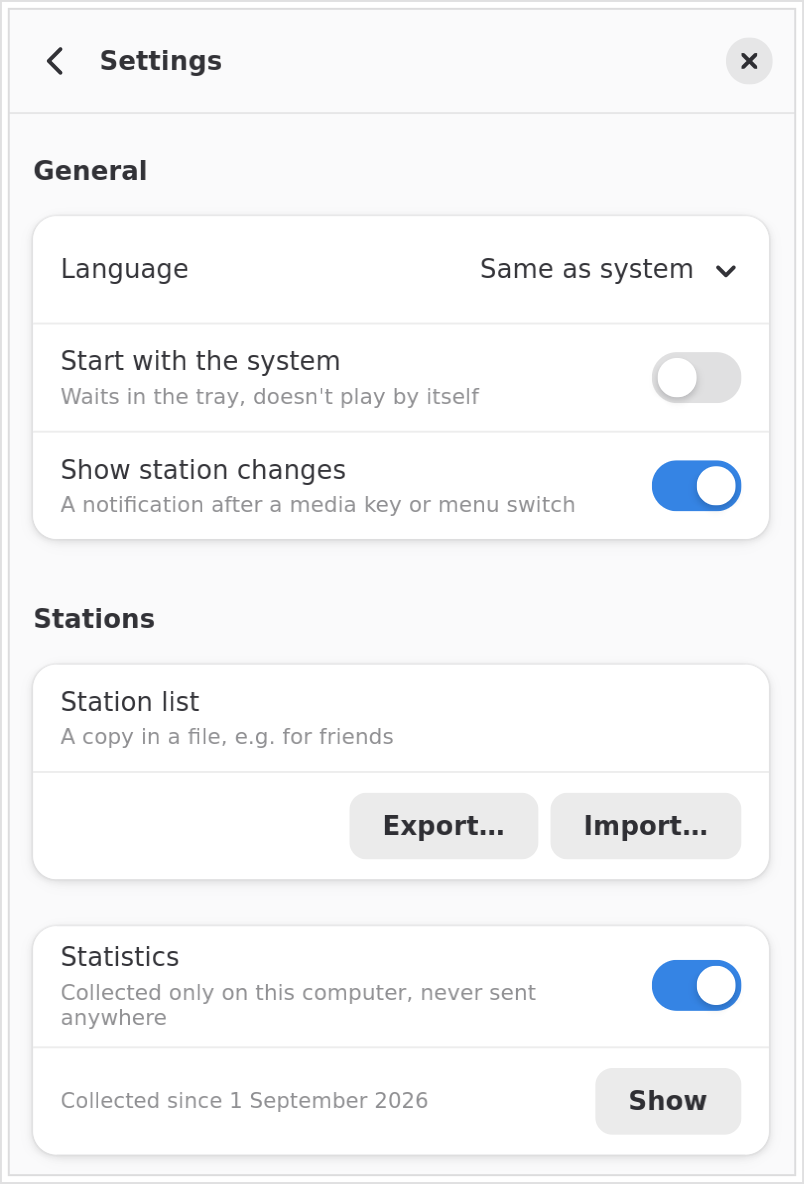 Settings
General
Language
Same as system
Start with the system
Waits in the tray, doesn't play by itself
Show station changes
A notification after a media key or menu switch
Stations
Station list
A copy in a file, e.g. for friends
Export…
Import…
Statistics
Collected only on this computer, never sent
anywhere
Collected since 1 September 2026
Show